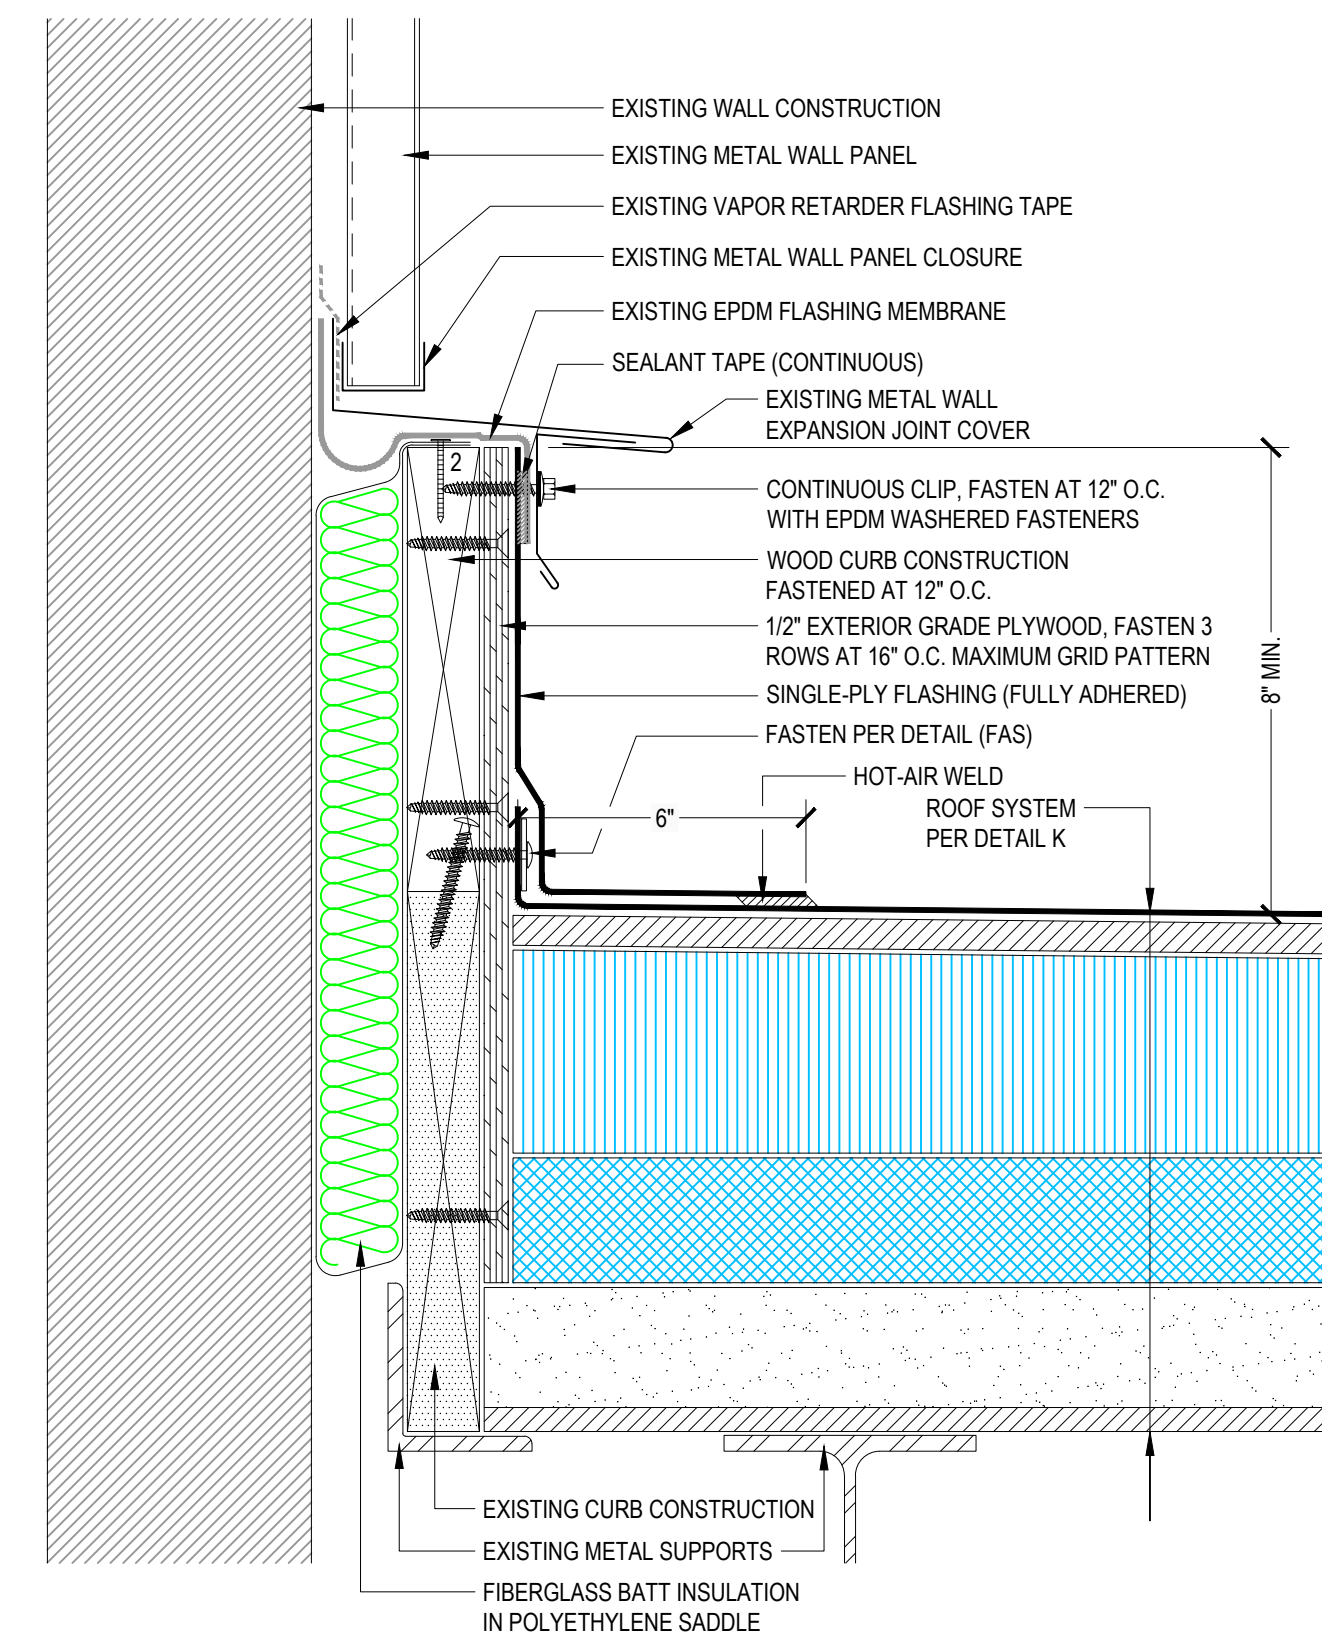 EXISTING WALL CONSTRUCTION
EXISTING METAL WALL PANEL
EXISTING VAPOR RETARDER FLASHING TAPE
EXISTING METAL WALL PANEL CLOSURE
EXISTING EPDM FLASHING MEMBRANE
SEALANT TAPE (CONTINUOUS)
EXISTING METAL WALL
EXPANSION JOINT COVER
2
CONTINUOUS CLIP, FASTEN AT 12" O.C.
WITH EPDM WASHERED FASTENERS
WOOD CURB CONSTRUCTION
FASTENED AT 12" O.C.
1/2" EXTERIOR GRADE PLYWOOD, FASTEN 3
ROWS AT 16" O.C. MAXIMUM GRID PATTERN
8" MIN.
SINGLE-PLY FLASHING (FULLY ADHERED)
FASTEN PER DETAIL (FAS)
HOT-AIR WELD
6"
ROOF SYSTEM
PER DETAIL K
EXISTING CURB CONSTRUCTION
EXISTING METAL SUPPORTS
FIBERGLASS BATT INSULATION
IN POLYETHYLENE SADDLE